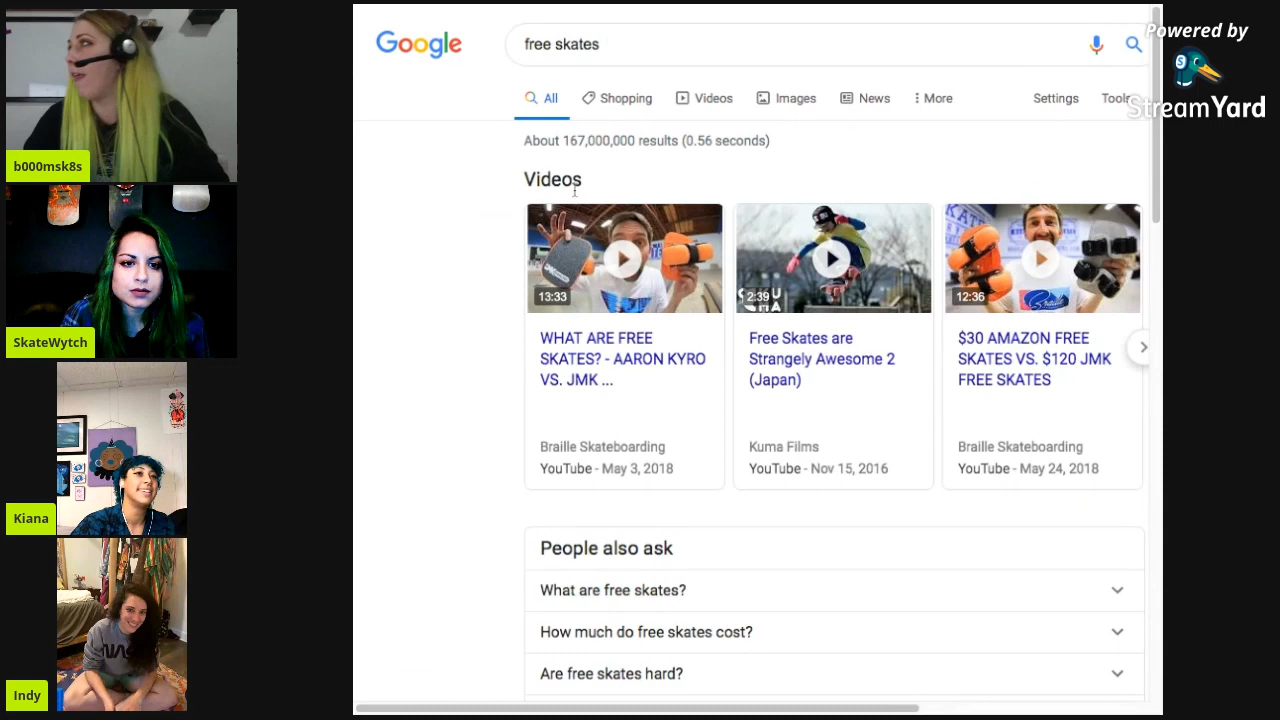 b000msk8s
SkateWytch
Kiana
Indy
Google
free skates
All Shopping Videos Images News More Settings Tools
About 167,000,000 results (0.56 seconds)
Videos
13:33
WHAT ARE FREE
SKATES? - AARON KYRO
VS. JMK ...
Braille Skateboarding
YouTube - May 3, 2018
2:39
Free Skates are
Strangely Awesome 2
(Japan)
Kuma Films
YouTube - Nov 15, 2016
12:36
$30 AMAZON FREE
SKATES VS. $120 JMK
FREE SKATES
Braille Skateboarding
YouTube - May 24, 2018
People also ask
What are free skates?
How much do free skates cost?
Are free skates hard?
Powered by
StreamYard